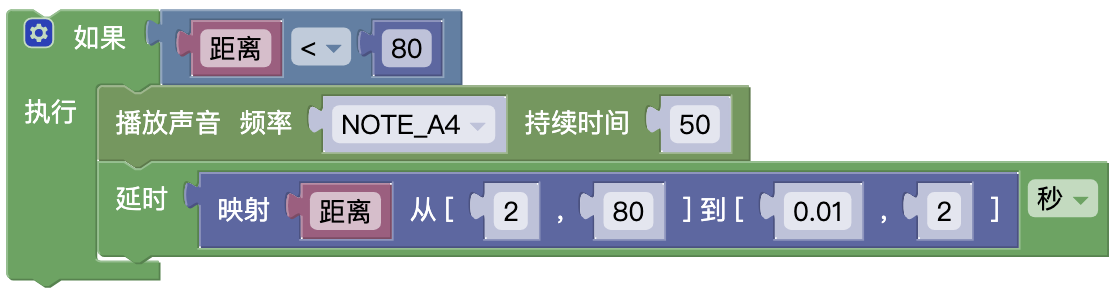 如果 距离 < 80
执行 播放声音 频率 NOTE_A4 持续时间 50
延时 映射 距离 从[ 2 , 80 ]到[ 0.01 , 2 ] 秒